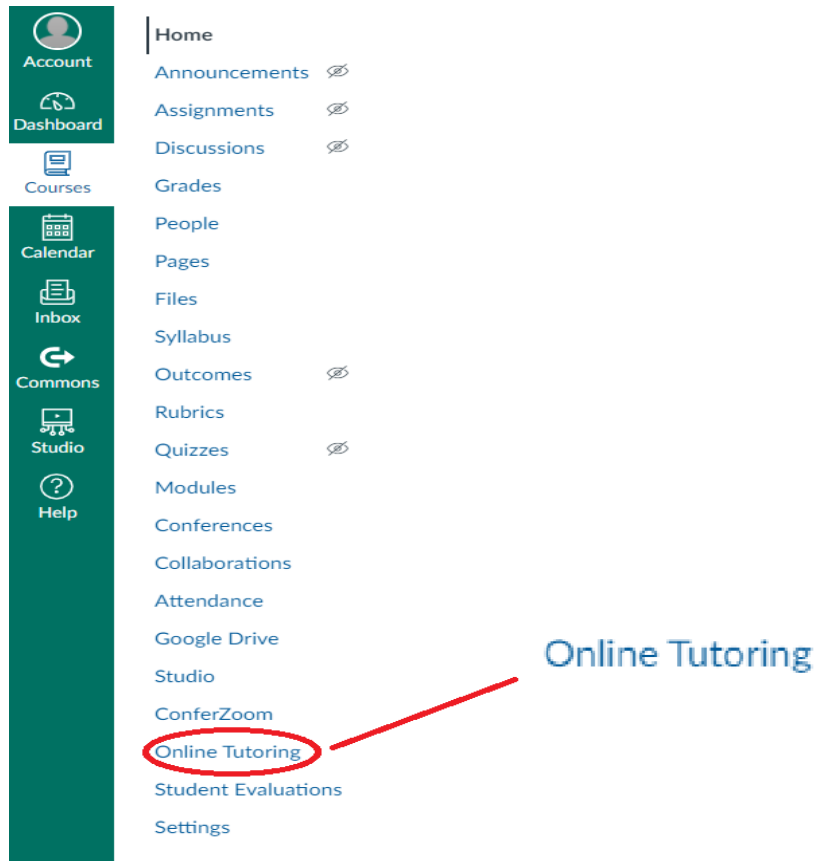 Account
Dashboard
Courses
Calendar
Inbox
Commons
Studio
Help
Home
Announcements
Assignments
Discussions
Grades
People
Pages
Files
Syllabus
Outcomes
Rubrics
Quizzes
Modules
Conferences
Collaborations
Attendance
Google Drive
Studio
ConferZoom
Online Tutoring
Student Evaluations
Settings
Online Tutoring